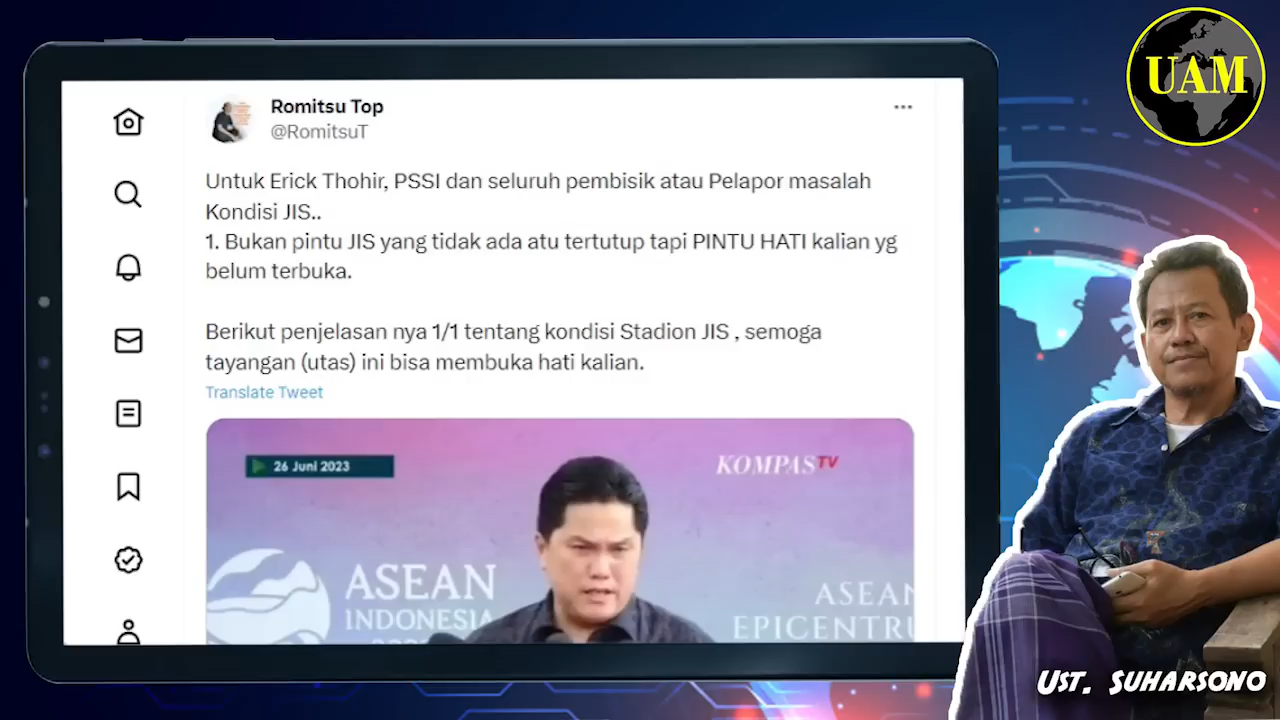 UAM
Romitsu Top
@RomitsuT
Untuk Erick Thohir, PSSI dan seluruh pembisik atau Pelapor masalah
Kondisi JIS..
1. Bukan pintu JIS yang tidak ada atu tertutup tapi PINTU HATI kalian yg
belum terbuka.
Berikut penjelasan nya 1/1 tentang kondisi Stadion JIS , semoga
tayangan (utas) ini bisa membuka hati kalian.
Translate Tweet
26 Juni 2023
KOMPAS TV
ASEAN
INDONESIA
ASEAN
UST. SUHARSONO